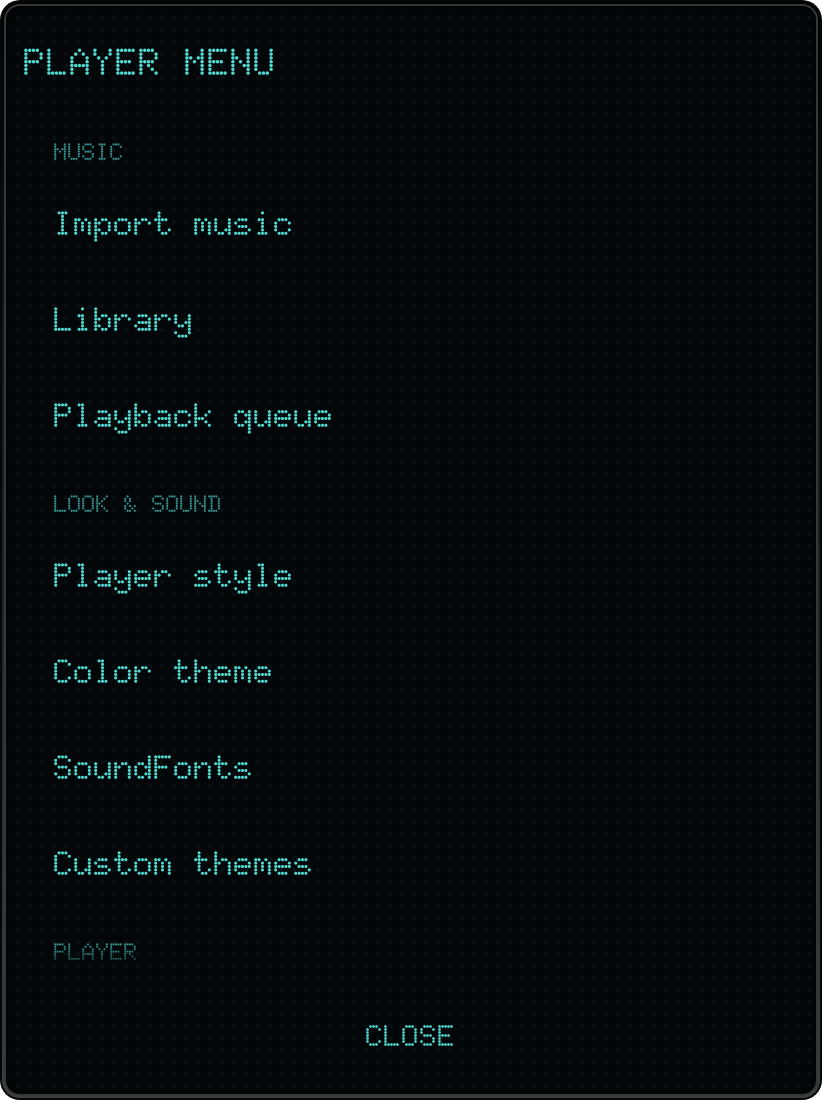 PLAYER MENU
MUSIC
Import music
Library
Playback queue
LOOK & SOUND
Player style
Color theme
SoundFonts
Custom themes
PLAYER
CLOSE